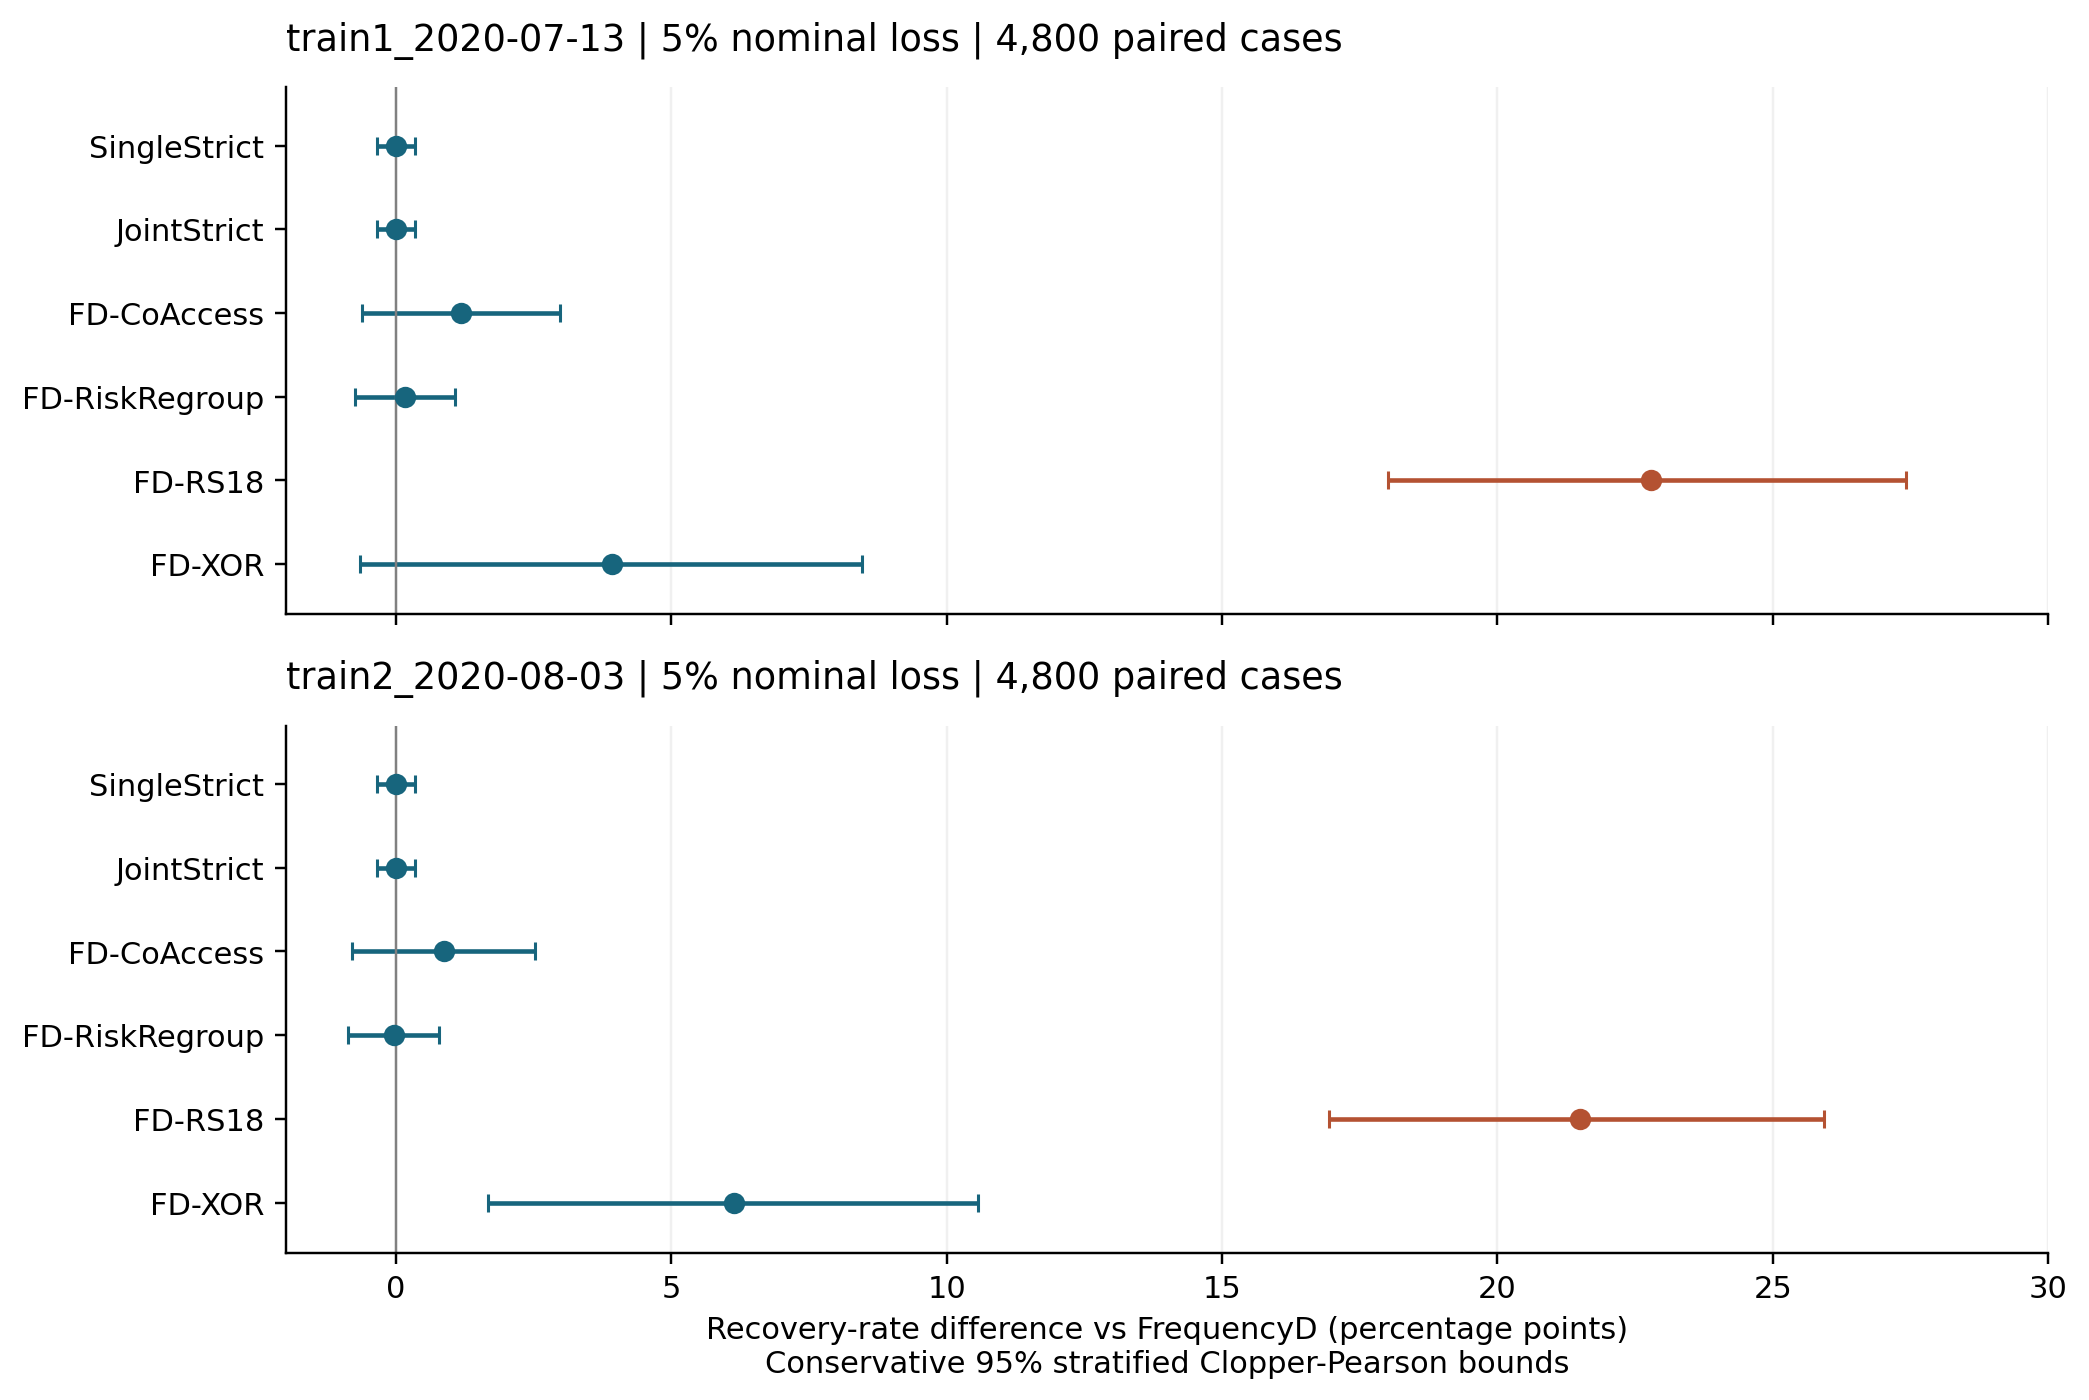 train1_2020-07-13 | 5% nominal loss | 4,800 paired cases
SingleStrict
JointStrict
FD-CoAccess
FD-RiskRegroup
FD-RS18
FD-XOR
train2_2020-08-03 | 5% nominal loss | 4,800 paired cases
SingleStrict
JointStrict
FD-CoAccess
FD-RiskRegroup
FD-RS18
FD-XOR
0 5 10 15 20 25 30
Recovery-rate difference vs FrequencyD (percentage points)
Conservative 95% stratified Clopper-Pearson bounds